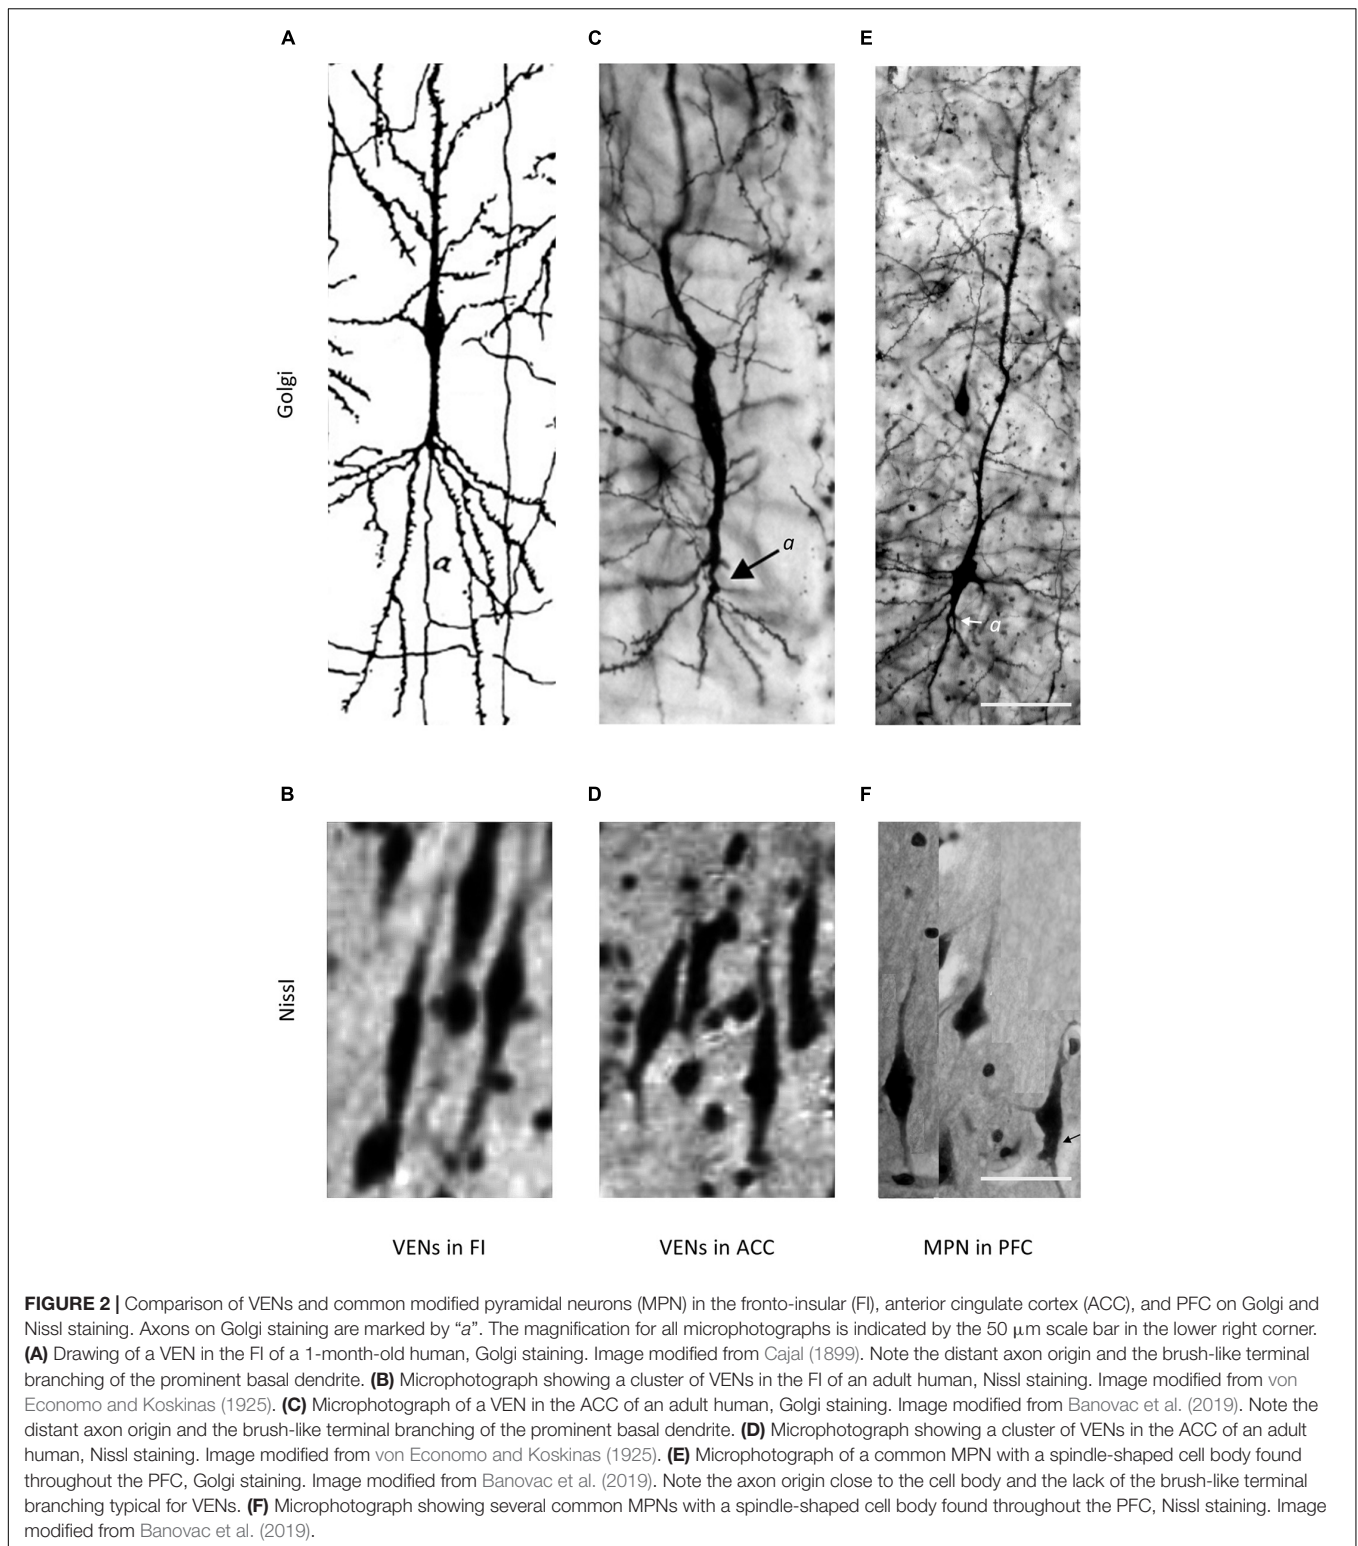 A
C
E
Golgi
a
a
a
B
D
F
Nissl
VENs in FI
VENs in ACC
MPN in PFC
FIGURE 2 | Comparison of VENs and common modified pyramidal neurons (MPN) in the fronto-insular (FI), anterior cingulate cortex (ACC), and PFC on Golgi and
Nissl staining. Axons on Golgi staining are marked by “a”. The magnification for all microphotographs is indicated by the 50 μm scale bar in the lower right corner.
(A) Drawing of a VEN in the FI of a 1-month-old human, Golgi staining. Image modified from Cajal (1899). Note the distant axon origin and the brush-like terminal
branching of the prominent basal dendrite. (B) Microphotograph showing a cluster of VENs in the FI of an adult human, Nissl staining. Image modified from von
Economo and Koskinas (1925). (C) Microphotograph of a VEN in the ACC of an adult human, Golgi staining. Image modified from Banovac et al. (2019). Note the
distant axon origin and the brush-like terminal branching of the prominent basal dendrite. (D) Microphotograph showing a cluster of VENs in the ACC of an adult
human, Nissl staining. Image modified from von Economo and Koskinas (1925). (E) Microphotograph of a common MPN with a spindle-shaped cell body found
throughout the PFC, Golgi staining. Image modified from Banovac et al. (2019). Note the axon origin close to the cell body and the lack of the brush-like terminal
branching typical for VENs. (F) Microphotograph showing several common MPNs with a spindle-shaped cell body found throughout the PFC, Nissl staining. Image
modified from Banovac et al. (2019).